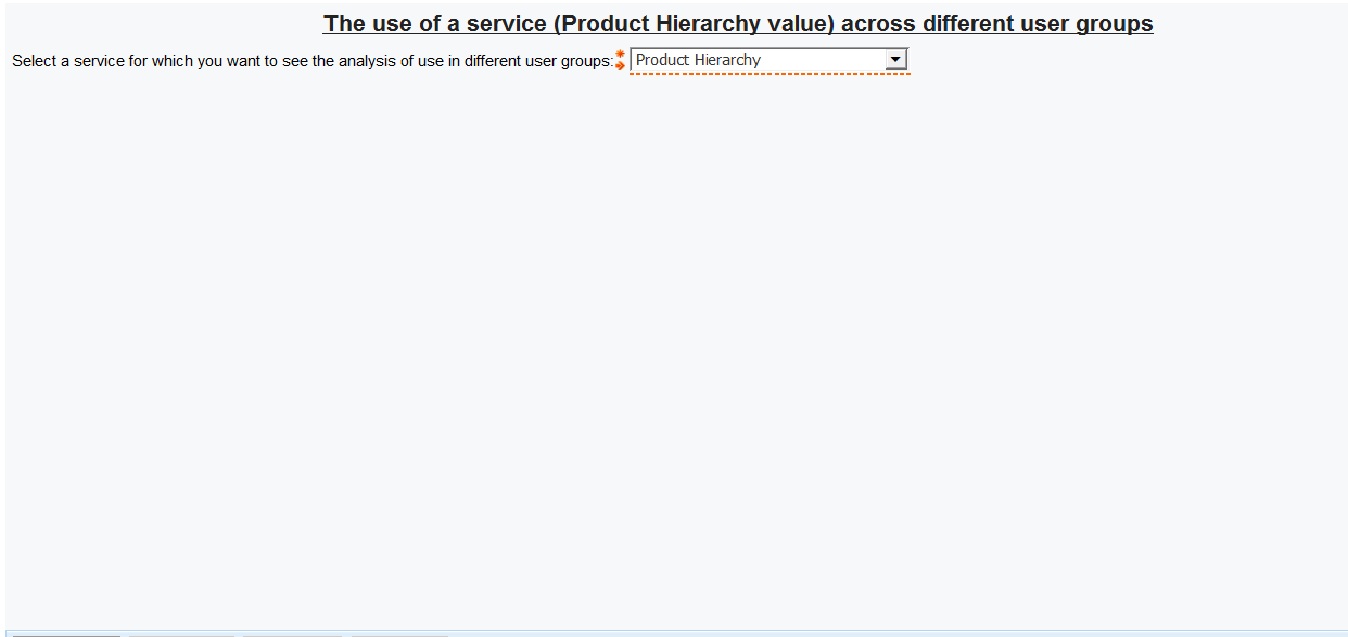 The use of a service (Product Hierarchy value) across different user groups
Select a service for which you want to see the analysis of use in different user groups: Product Hierarchy